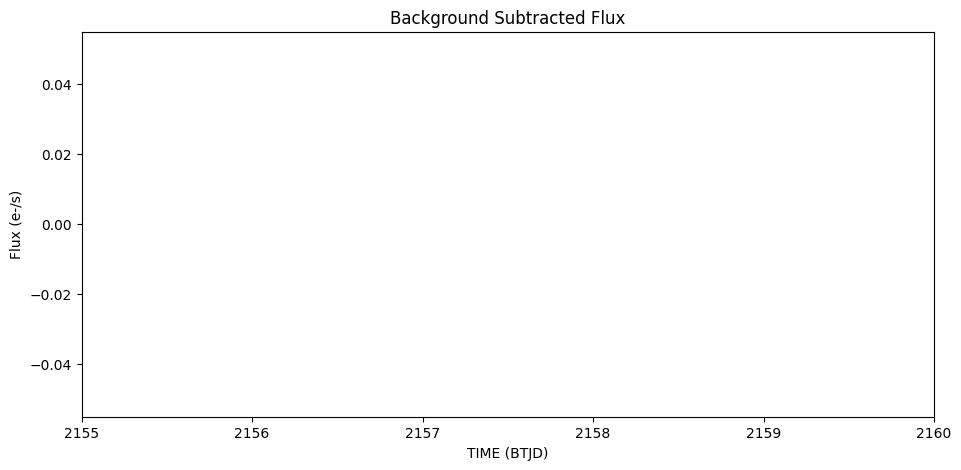 Background Subtracted Flux
0.04
0.02
0.00
−0.02
−0.04
Flux (e-/s)
2155 2156 2157 2158 2159 2160
TIME (BTJD)